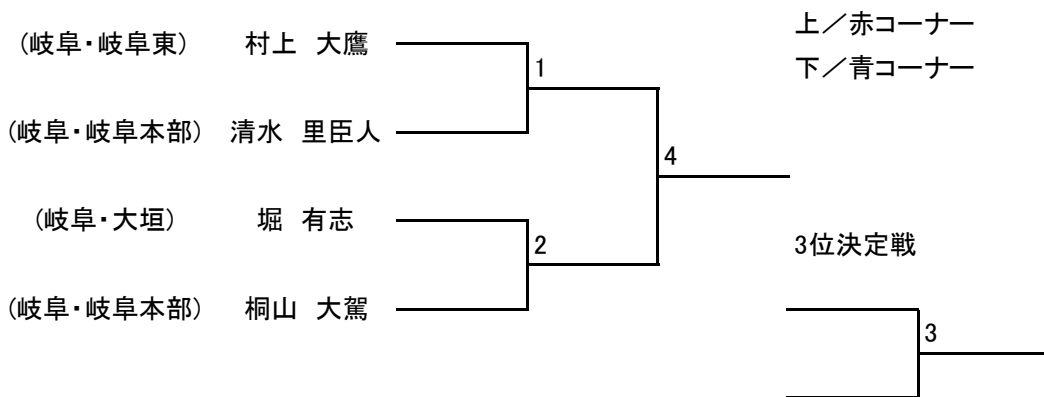 上／赤コーナー
(岐阜・岐阜東) 村上 大鷹
下／青コーナー
1
(岐阜・岐阜本部) 清水 里臣人
4
(岐阜・大垣) 堀 有志
2
3位決定戦
(岐阜・岐阜本部) 桐山 大駕
3